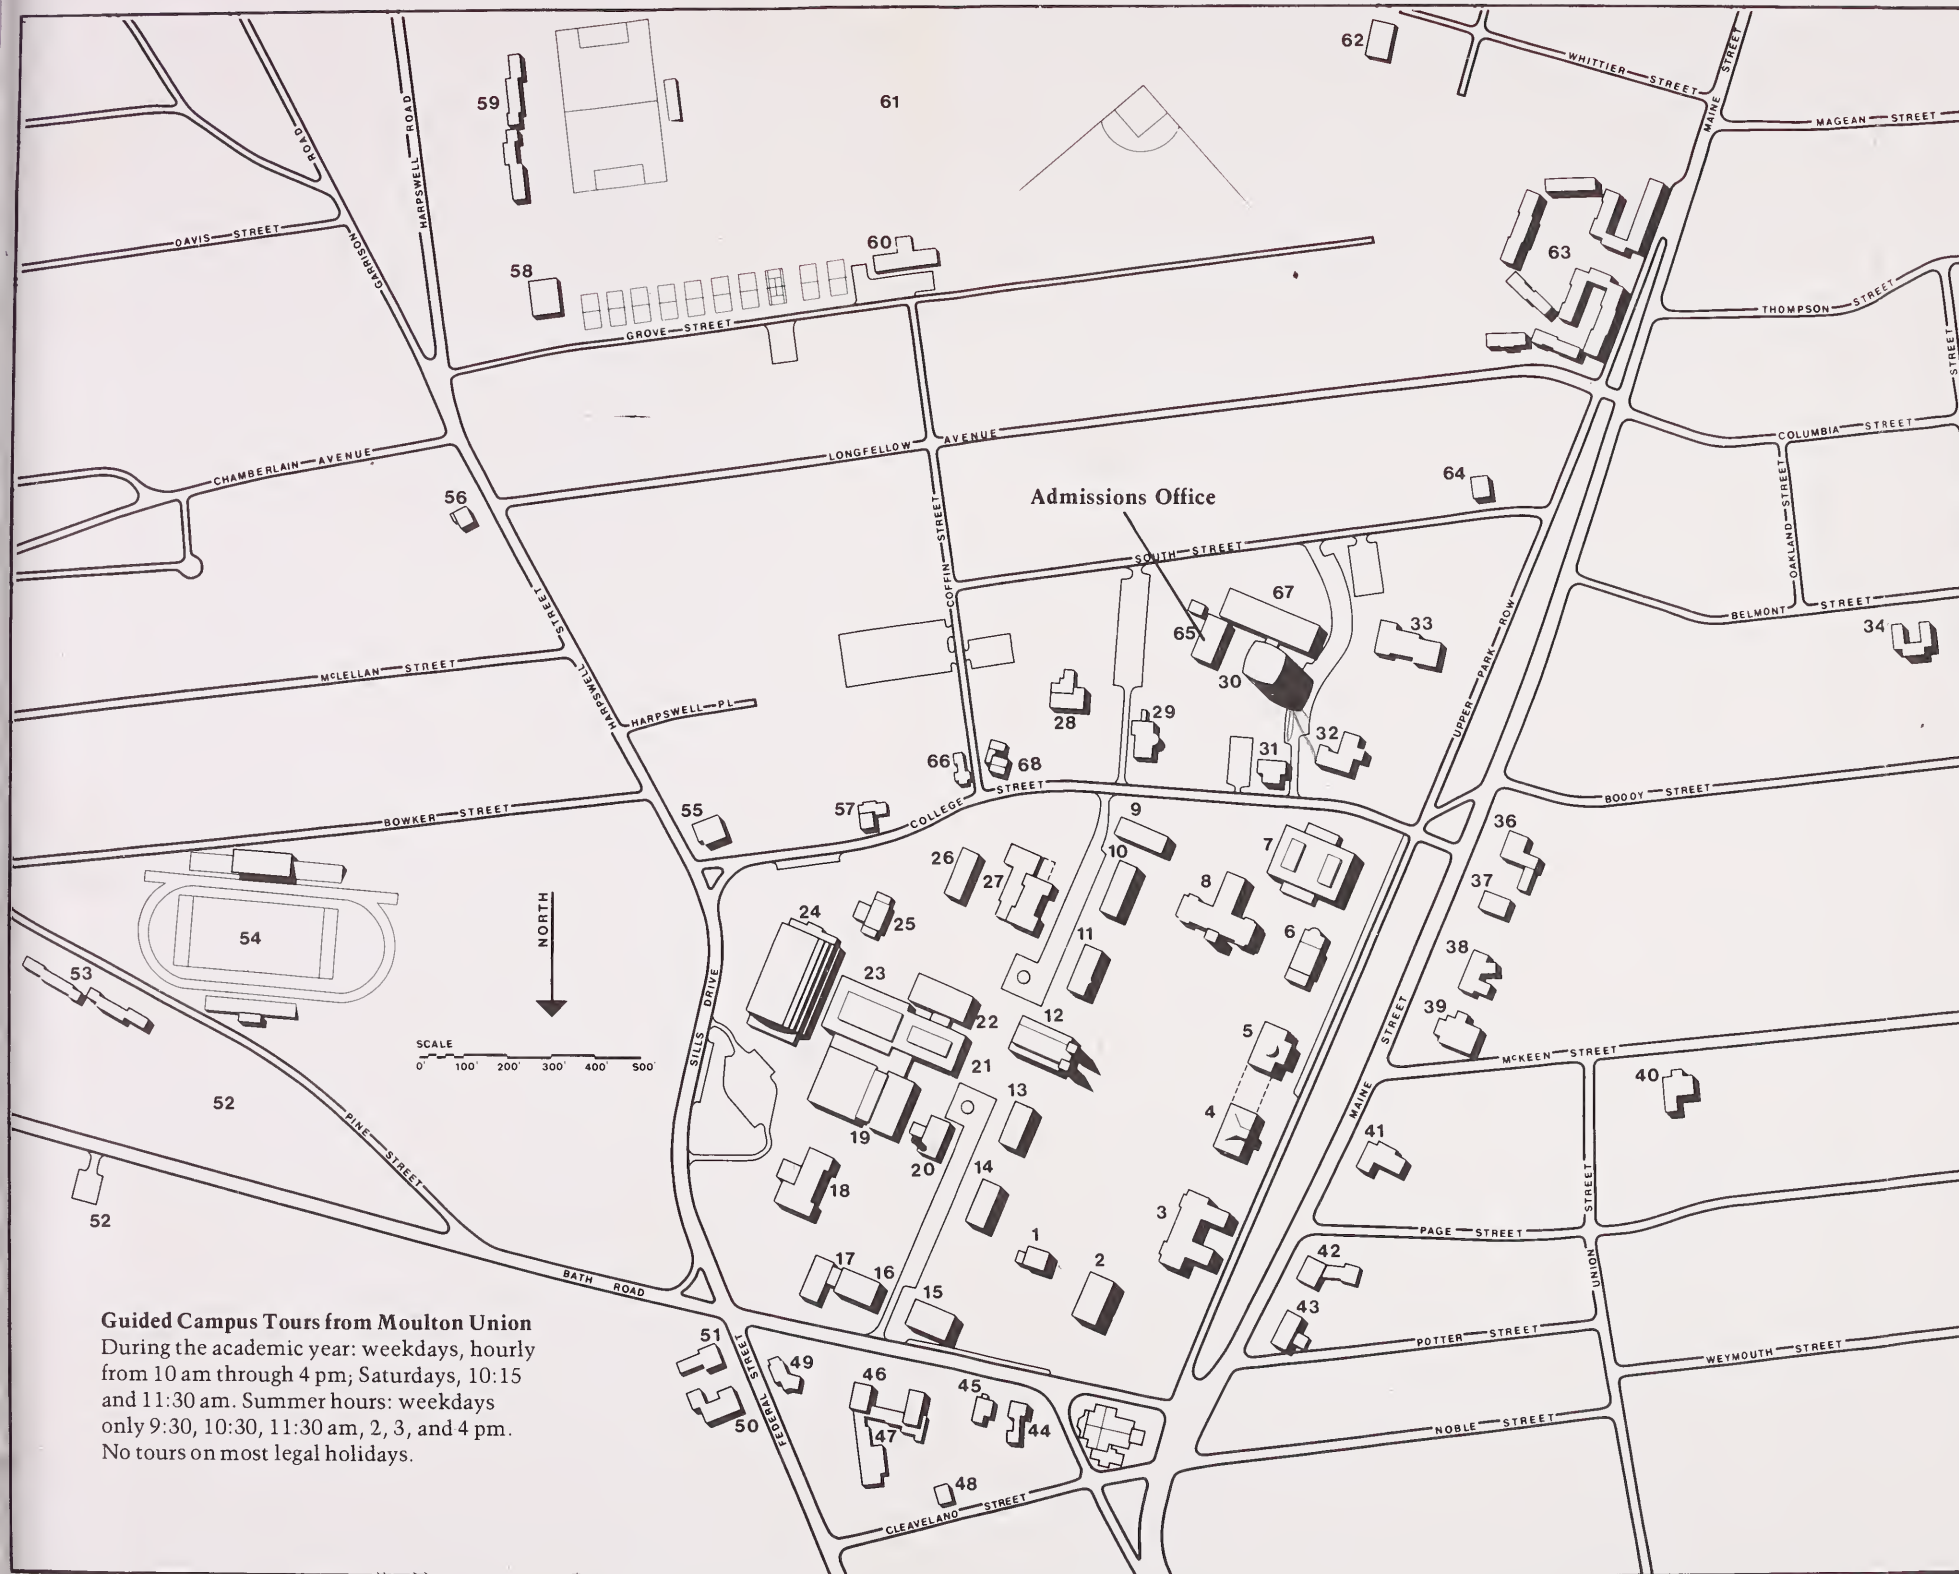 62
WHITTIER STREET
MAINE STREET
MAGEAN STREET
59
61
ROAD
HARPSWELL ROAD
GARRISON
DAVIS STREET
58
60
63
THOMPSON STREET
STREET
GROVE STREET
CHAMBERLAIN AVENUE
LONGFELLOW AVENUE
COLUMBIA STREET
OAKLAND STREET
56
64
Admissions Office
SOUTH STREET
COFFIN STREET
67
65
33
30
BELMONT STREET
34
HARPSWELL STREET
McLELLAN STREET
HARPSWELL PL
UPPER PARK ROW
28
29
31
32
66
68
BOWKER STREET
55
57
COLLEGE STREET
BOODY STREET
9
10
7
8
36
37
26
27
24
25
54
53
NORTH
11
6
38
39
23
22
12
5
MAINE STREET
McKEEN STREET
SILLS DRIVE
SCALE
0' 100' 200' 300' 400' 500'
21
13
4
40
52
PINE STREET
19
20
14
41
18
3
52
1
2
PAGE STREET
UNION STREET
BATH ROAD
17
16
15
42
43
POTTER STREET
WEYMOUTH STREET
Guided Campus Tours from Moulton Union
During the academic year: weekdays, hourly
from 10 am through 4 pm; Saturdays, 10:15
and 11:30 am. Summer hours: weekdays
only 9:30, 10:30, 11:30 am, 2, 3, and 4 pm.
No tours on most legal holidays.
51
50
FEDERAL STREET
49
46
47
45
44
48
NOBLE STREET
CLEAVELAND STREET